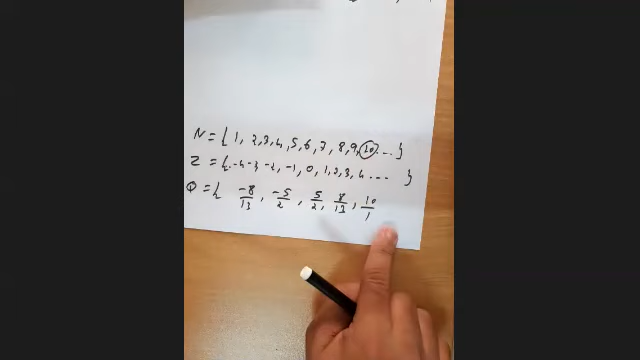 N = { 1, 2, 3, 4, 5, 6, 7, 8, 9, 10 ... }
Z = { .. -4 -3, -2, -1, 0, 1, 2, 3, 4 ... }
Q = { -8/13, -5/2, 5/2, 8/13, 10/1